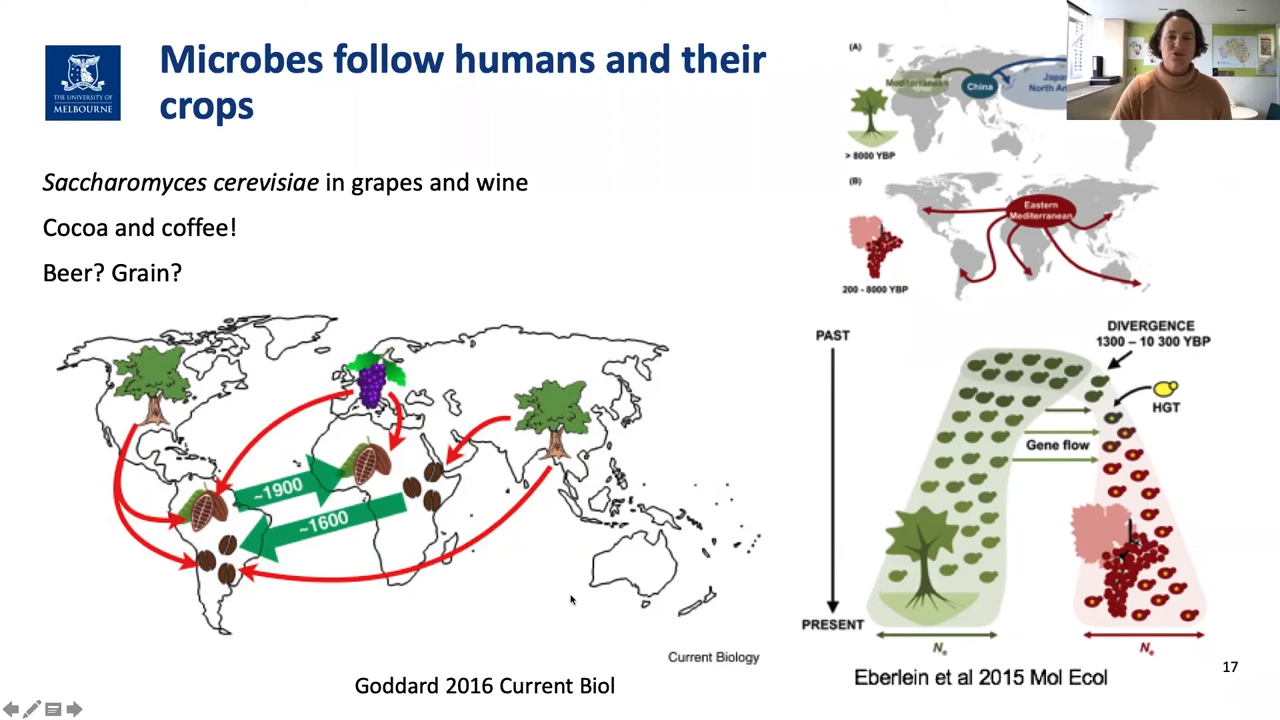 THE UNIVERSITY OF
MELBOURNE
Microbes follow humans and their
crops
Saccharomyces cerevisiae in grapes and wine
Cocoa and coffee!
Beer? Grain?
~1900
~1600
Current Biology
Goddard 2016 Current Biol
(A)
Mediterranean
China
> 8000 YBP
(B)
Eastern
Mediterranean
200 - 8000 YBP
PAST
DIVERGENCE
1300 – 10 300 YBP
HGT
Gene flow
PRESENT
Ne
Ne
Eberlein et al 2015 Mol Ecol
17